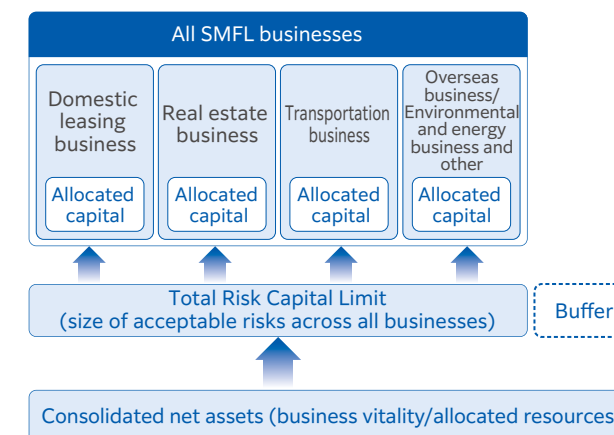 All SMFL businesses
Domestic
leasing
business
Allocated
capital
Real estate
business
Allocated
capital
Transportation
business
Allocated
capital
Overseas
business/
Environmental
and energy
business and
other
Allocated
capital
Total Risk Capital Limit
(size of acceptable risks across all businesses)
Buffer
Consolidated net assets (business vitality/allocated resources